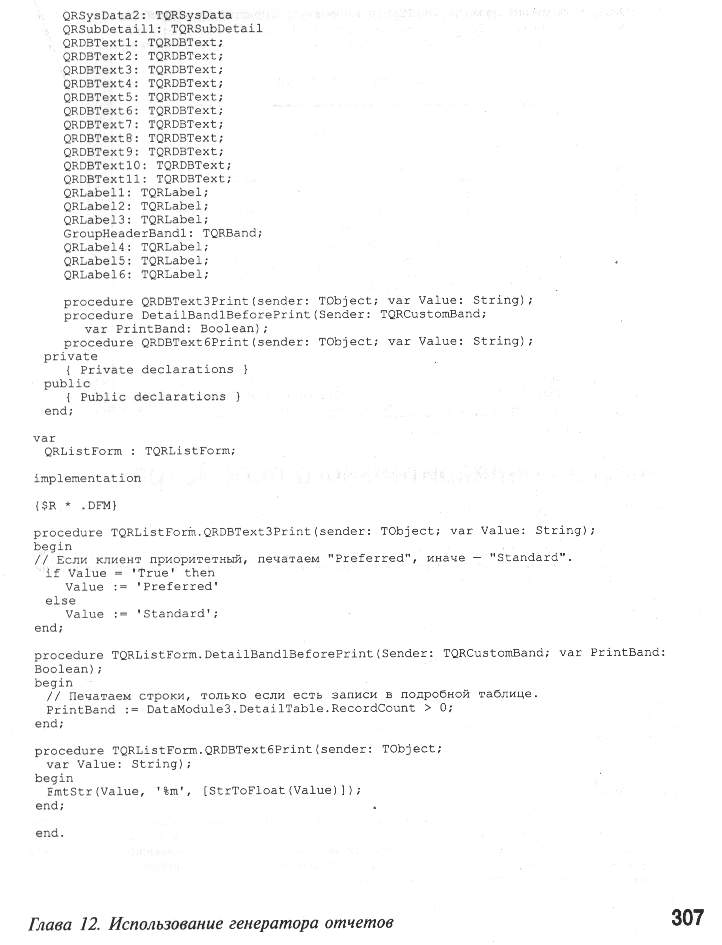 QRSysData2: TQRSysData
QRSubDetail1: TQRSubDetail
QRDBText1: TQRDBText;
QRDBText2: TQRDBText;
QRDBText3: TQRDBText;
QRDBText4: TQRDBText;
QRDBText5: TQRDBText;
QRDBText6: TQRDBText;
QRDBText7: TQRDBText;
QRDBText8: TQRDBText;
QRDBText9: TQRDBText;
QRDBText10: TQRDBText;
QRDBText11: TQRDBText;
QRLabel1: TQRLabel;
QRLabel2: TQRLabel;
QRLabel3: TQRLabel;
GroupHeaderBand1: TQRBand;
QRLabel4: TQRLabel;
QRLabel5: TQRLabel;
QRLabel6: TQRLabel;
procedure QRDBText3Print(sender: TObject; var Value: String);
procedure DetailBand1BeforePrint(Sender: TQRCustomBand;
var PrintBand: Boolean);
procedure QRDBText6Print(sender: TObject; var Value: String);
private
{ Private declarations }
public
{ Public declarations }
end;
var
QRListForm : TQRListForm;
implementation
{$R * .DFM}
procedure TQRListForm.QRDBText3Print(sender: TObject; var Value: String);
begin
// Если клиент приоритетный, печатаем "Preferred", иначе — "Standard".
if Value = 'True' then
Value := 'Preferred'
else
Value := 'Standard';
end;
procedure TQRListForm.DetailBand1BeforePrint(Sender: TQRCustomBand; var PrintBand:
Boolean);
begin
// Печатаем строки, только если есть записи в подробной таблице.
PrintBand := DataModule3.DetailTable.RecordCount > 0;
end;
procedure TQRListForm.QRDBText6Print(sender: TObject;
var Value: String);
begin
FmtStr(Value, '%m', [StrToFloat(Value)]);
end;
end.
Глава 12. Использование генератора отчетов
307